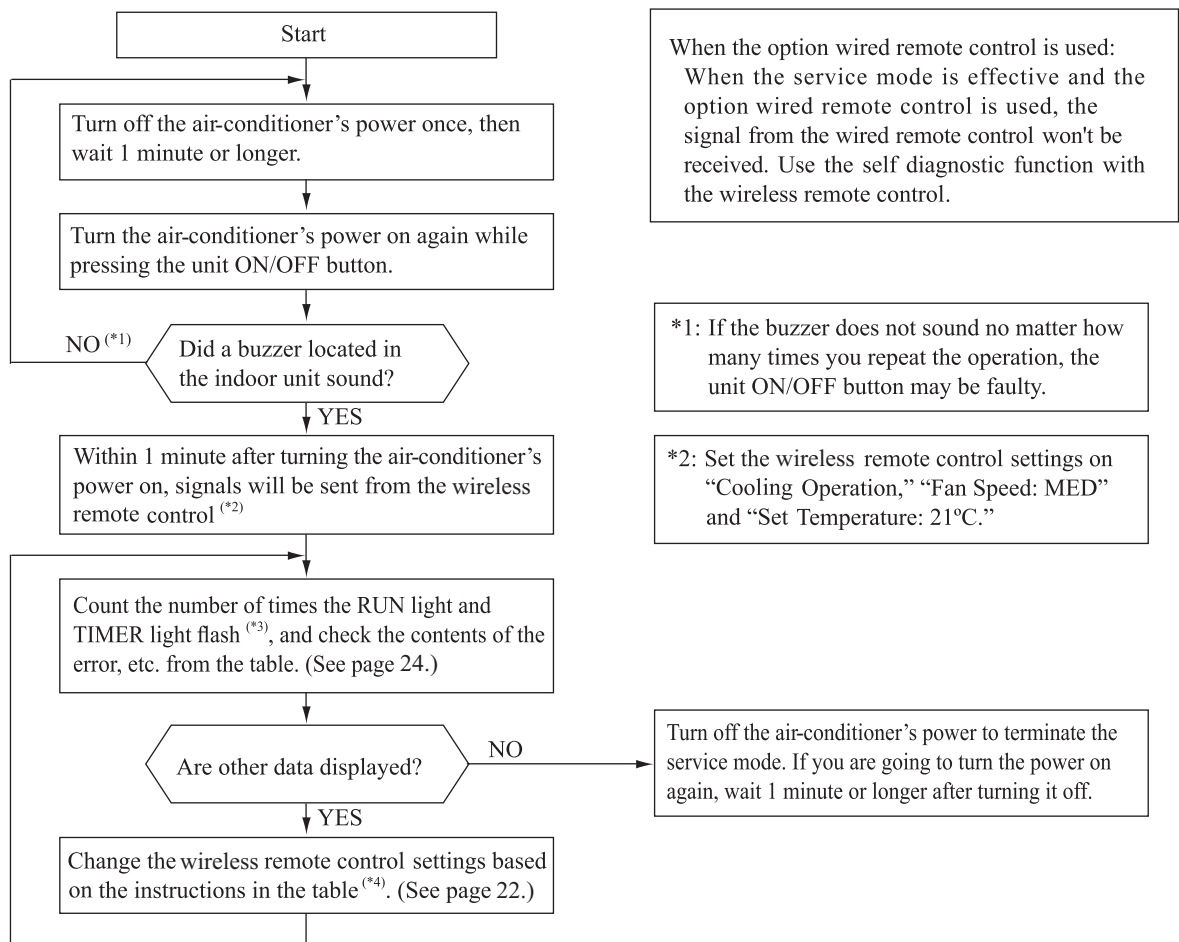 Start
Turn off the air-conditioner's power once, then
wait 1 minute or longer.
Turn the air-conditioner's power on again while
pressing the unit ON/OFF button.
NO (*1)
Did a buzzer located in
the indoor unit sound?
YES
Within 1 minute after turning the air-conditioner's
power on, signals will be sent from the wireless
remote control (*2)
Count the number of times the RUN light and
TIMER light flash (*3), and check the contents of the
error, etc. from the table. (See page 24.)
Are other data displayed?
NO
YES
Change the wireless remote control settings based
on the instructions in the table (*4). (See page 22.)
When the option wired remote control is used:
When the service mode is effective and the
option wired remote control is used, the
signal from the wired remote control won't be
received. Use the self diagnostic function with
the wireless remote control.
*1: If the buzzer does not sound no matter how
many times you repeat the operation, the
unit ON/OFF button may be faulty.
*2: Set the wireless remote control settings on
“Cooling Operation,” “Fan Speed: MED”
and “Set Temperature: 21ºC.”
Turn off the air-conditioner's power to terminate the
service mode. If you are going to turn the power on
again, wait 1 minute or longer after turning it off.